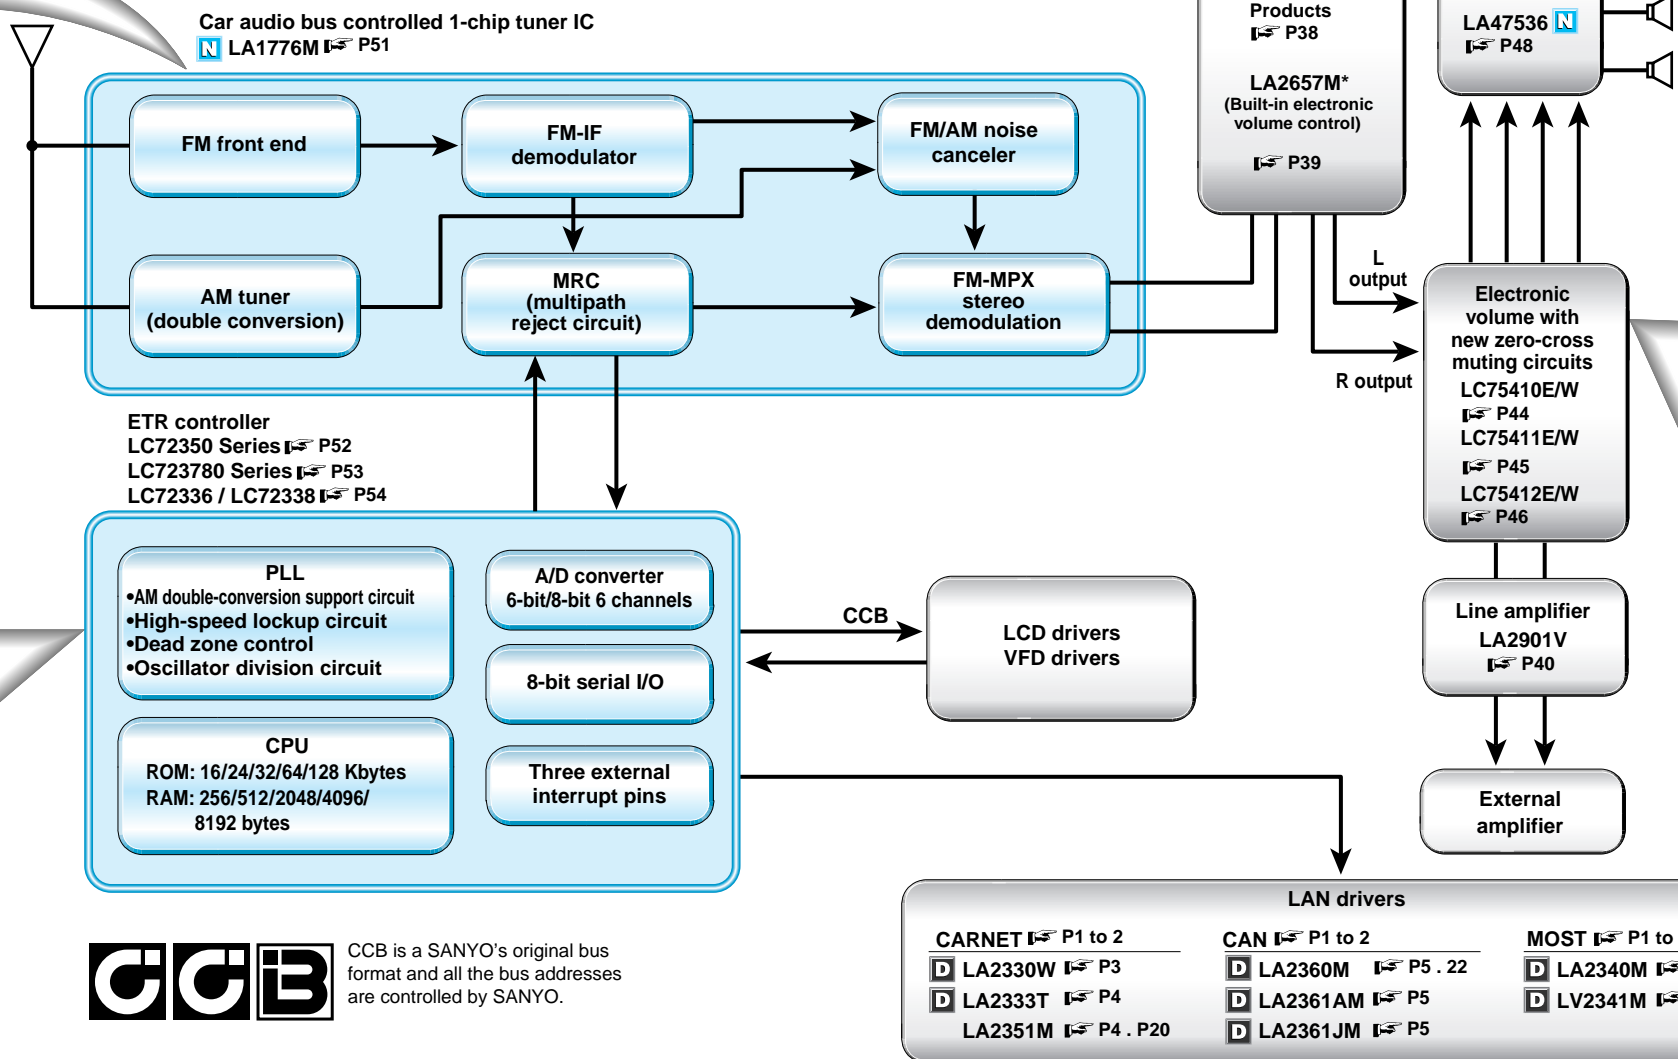 Car audio bus controlled 1-chip tuner IC
N LA1776M P51
FM front end
FM-IF
demodulator
FM/AM noise
canceler
AM tuner
(double conversion)
MRC
(multipath
reject circuit)
FM-MPX
stereo
demodulation
Products
P38
LA2657M*
(Built-in electronic
volume control)
P39
LA47536 N
P48
L
output
R output
Electronic
volume with
new zero-cross
muting circuits
LC75410E/W
P44
LC75411E/W
P45
LC75412E/W
P46
Line amplifier
LA2901V
P40
External
amplifier
ETR controller
LC72350 Series P52
LC723780 Series P53
LC72336 / LC72338 P54
PLL
•AM double-conversion support circuit
•High-speed lockup circuit
•Dead zone control
•Oscillator division circuit
CPU
ROM: 16/24/32/64/128 Kbytes
RAM: 256/512/2048/4096/
8192 bytes
A/D converter
6-bit/8-bit 6 channels
8-bit serial I/O
Three external
interrupt pins
CCB
LCD drivers
VFD drivers
LAN drivers
CARNET P1 to 2
D LA2330W P3
D LA2333T P4
LA2351M P4 . P20
CAN P1 to 2
D LA2360M P5 . 22
D LA2361AM P5
D LA2361JM P5
MOST P1 to
D LA2340M
D LV2341M
CCB
CCB is a SANYO's original bus
format and all the bus addresses
are controlled by SANYO.